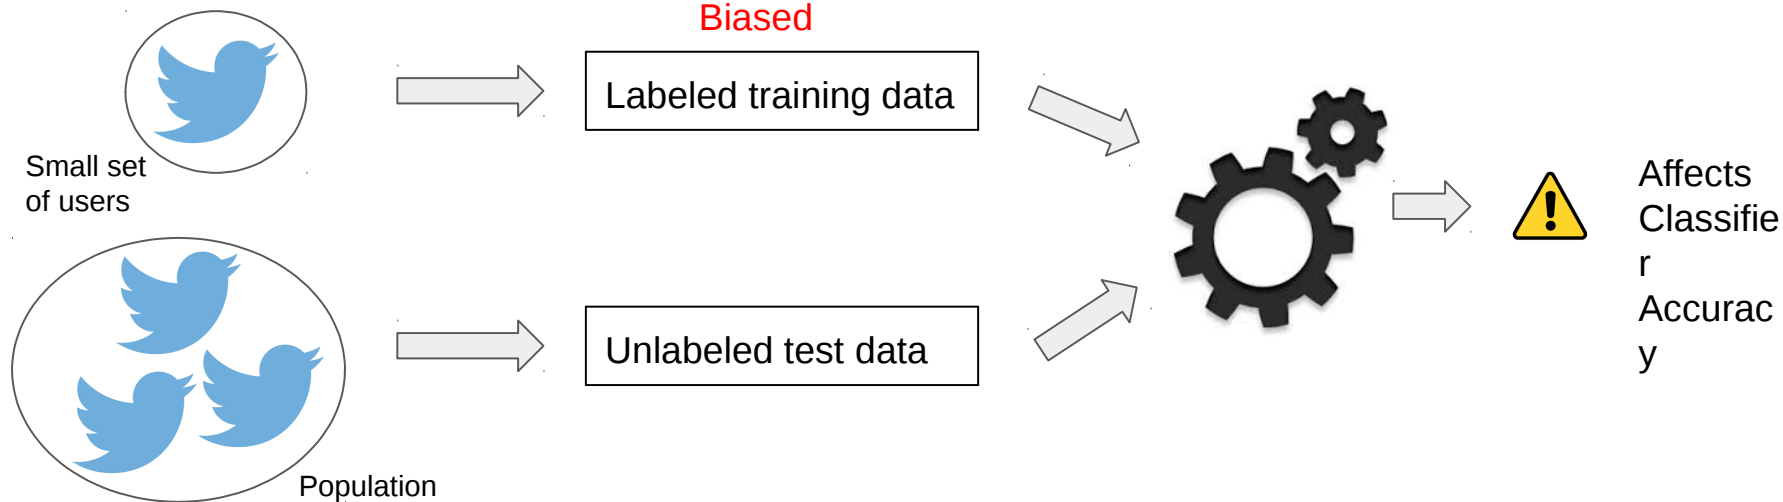 Biased
Labeled training data
Small set
of users
Affects
Classifie
r
Accurac
y
Unlabeled test data
Population